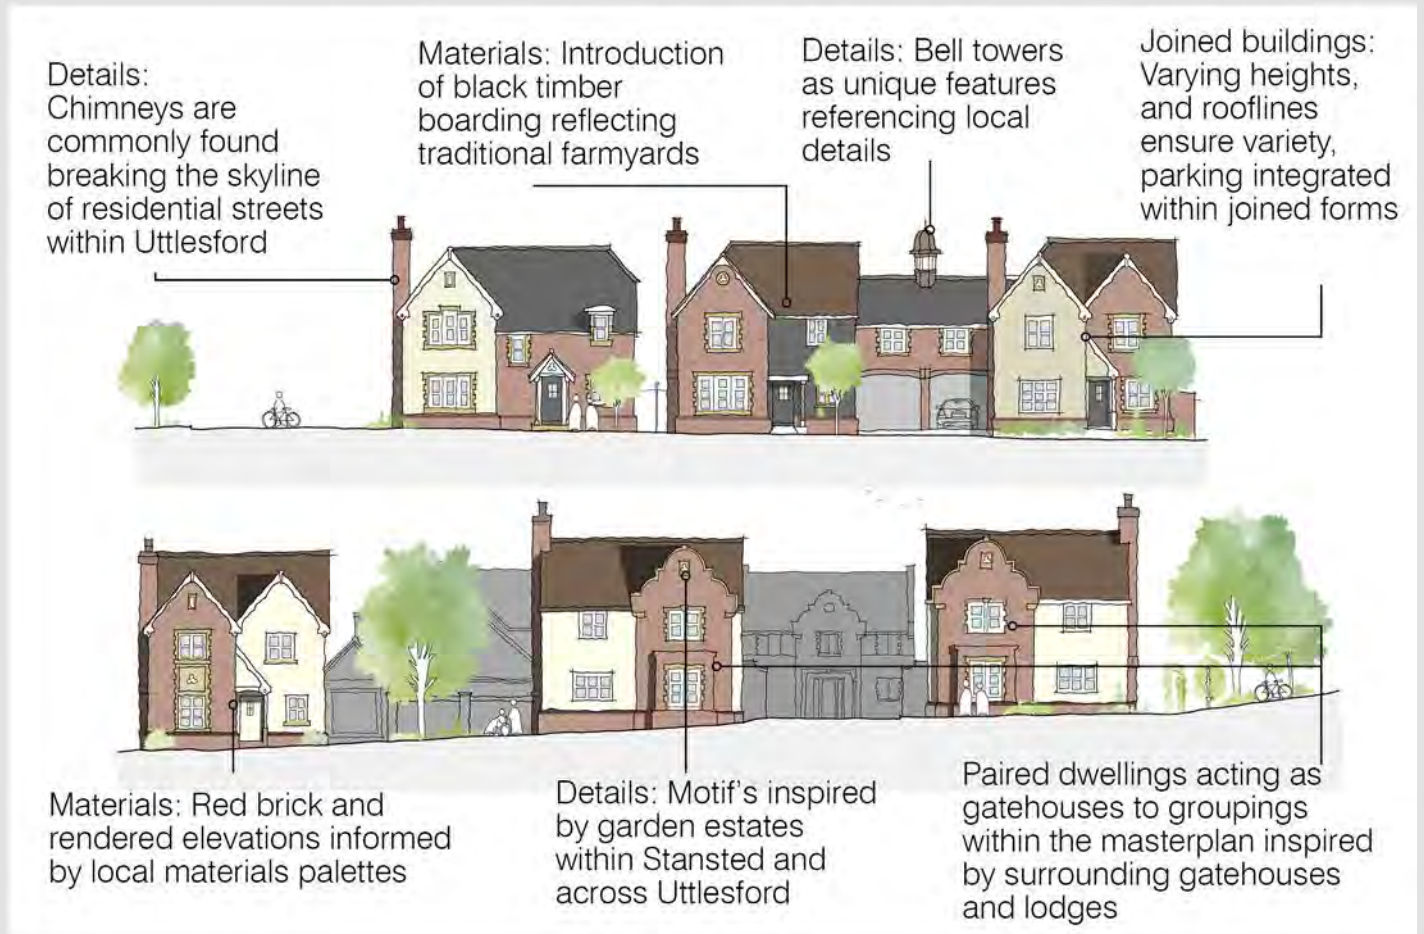 Details:
Chimneys are
commonly found
breaking the skyline
of residential streets
within Uttlesford
Materials: Introduction
of black timber
boarding reflecting
traditional farmyards
Details: Bell towers
as unique features
referencing local
details
Joined buildings:
Varying heights,
and rooflines
ensure variety,
parking integrated
within joined forms
Materials: Red brick and
rendered elevations informed
by local materials palettes
Details: Motif's inspired
by garden estates
within Stansted and
across Uttlesford
Paired dwellings acting as
gatehouses to groupings
within the masterplan inspired
by surrounding gatehouses
and lodges